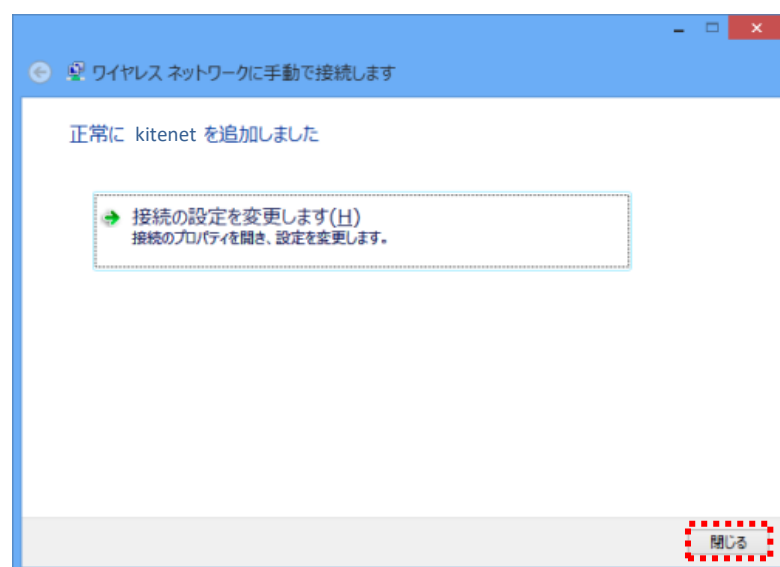 ワイヤレス ネットワークに手動で接続します
正常に kitenet を追加しました
接続の設定を変更します(H)
接続のプロパティを開き、設定を変更します。
閉じる